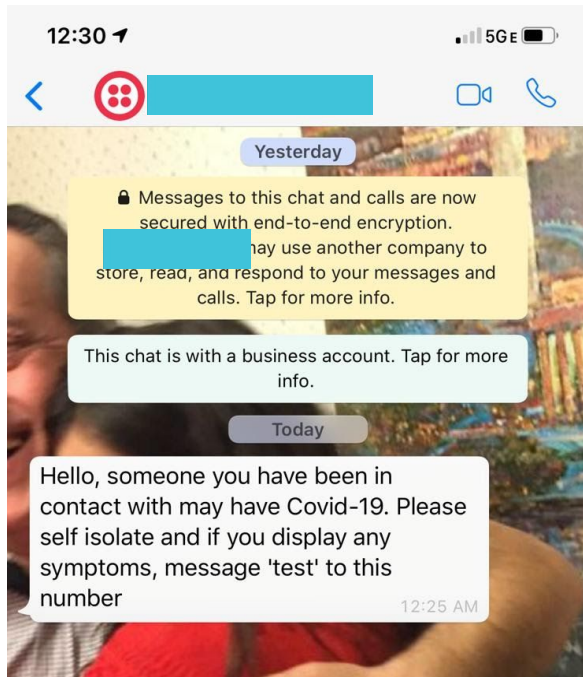 12:30
5GE
Yesterday
Messages to this chat and calls are now
secured with end-to-end encryption.
may use another company to
store, read, and respond to your messages and
calls. Tap for more info.
This chat is with a business account. Tap for more
info.
Today
Hello, someone you have been in
contact with may have Covid-19. Please
self isolate and if you display any
symptoms, message 'test' to this
number
12:25 AM